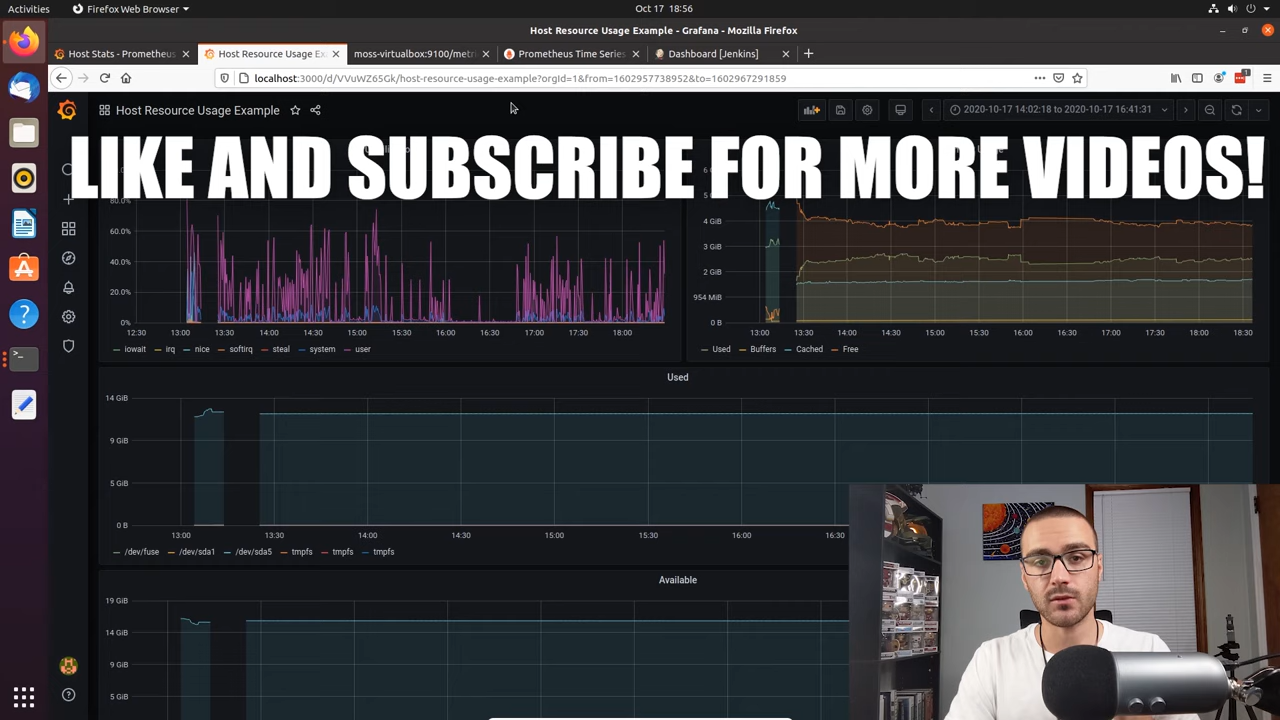 Activities
Firefox Web Browser
Oct 17 18:56
Host Resource Usage Example - Grafana - Mozilla Firefox
Host Stats - Prometheus
Host Resource Usage Ex
moss-virtualbox:9100/metr
Prometheus Time Series
Dashboard [Jenkins]
localhost:3000/d/VVuWZ65Gk/host-resource-usage-example?orgId=1&from=1602957738952&to=1602967291859
Host Resource Usage Example
2020-10-17 14:02:18 to 2020-10-17 16:41:31
LIKE AND SUBSCRIBE FOR MORE VIDEOS!
80.0%
60.0%
40.0%
20.0%
0%
12:30 13:00 13:30 14:00 14:30 15:00 15:30 16:00 16:30 17:00 17:30 18:00
iowait irq nice softirq steal system user
4 GiB
3 GiB
2 GiB
954 MiB
0 B
13:00 13:30 14:00 14:30 15:00 15:30 16:00 16:30 17:00 17:30 18:00 18:30
Used Buffers Cached Free
Used
14 GiB
9 GiB
5 GiB
0 B
13:00 13:30 14:00 14:30 15:00 15:30 16:00 16:30
/dev/fuse /dev/sda1 /dev/sda5 tmpfs tmpfs tmpfs
Available
19 GiB
14 GiB
9 GiB
5 GiB